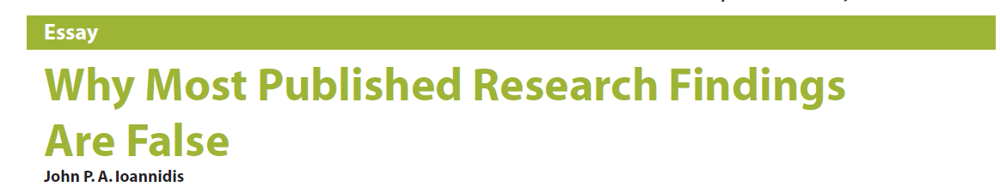 Essay
Why Most Published Research Findings
Are False
John P. A. Ioannidis